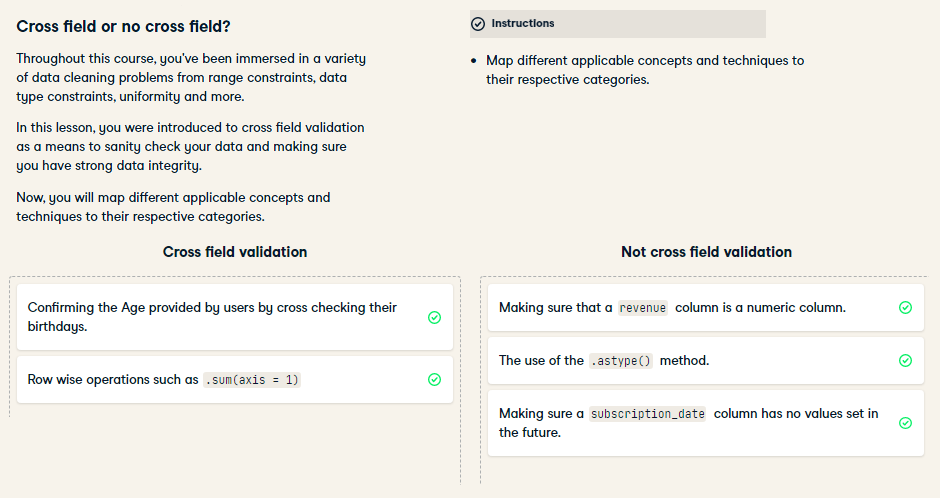 Cross field or no cross field?
Throughout this course, you've been immersed in a variety
of data cleaning problems from range constraints, data
type constraints, uniformity and more.
In this lesson, you were introduced to cross field validation
as a means to sanity check your data and making sure
you have strong data integrity.
Now, you will map different applicable concepts and
techniques to their respective categories.
Instructions
• Map different applicable concepts and techniques to
their respective categories.
Cross field validation
Confirming the Age provided by users by cross checking their
birthdays.
Row wise operations such as .sum(axis = 1)
Not cross field validation
Making sure that a revenue column is a numeric column.
The use of the .astype() method.
Making sure a subscription_date column has no values set in
the future.